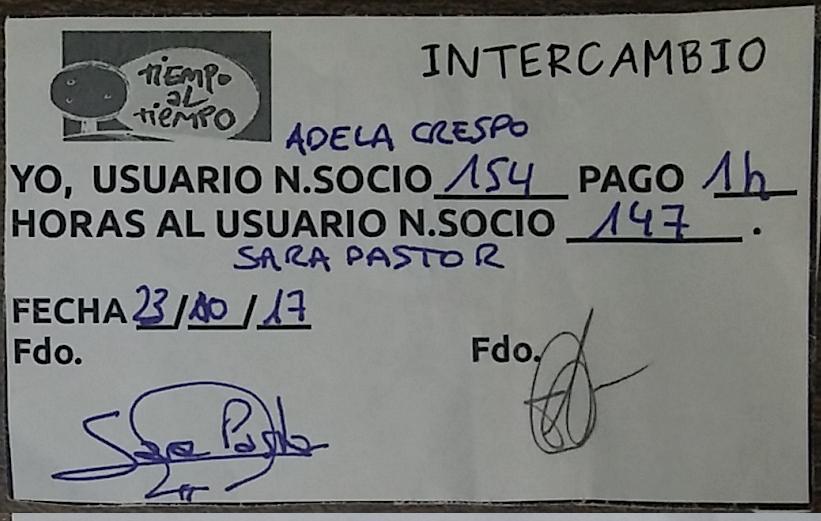 TIEMPO
AL
TIEMPO
INTERCAMBIO
ADELA CRESPO
YO, USUARIO N.SOCIO 154 PAGO 1h
HORAS AL USUARIO N.SOCIO 147.
SARA PASTOR
FECHA 23/10/17
Fdo. Fdo.
Sara Pastor